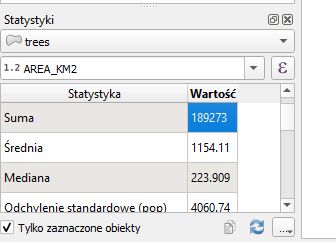 Statystyki
trees
1.2 AREA_KM2 ε
Statystyka Wartość
Suma 189273
Średnia 1154.11
Mediana 223.909
Odchylenie standardowe (pop) 4060.74
Tylko zaznaczone obiekty ...